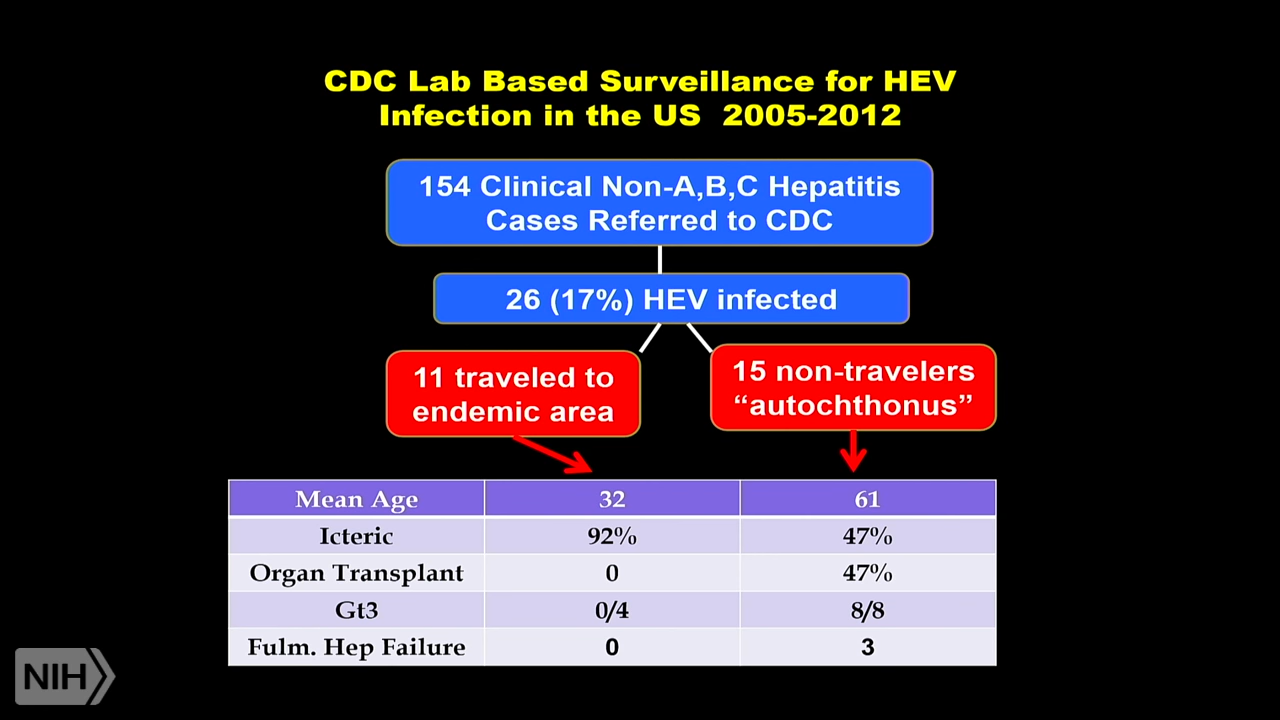 CDC Lab Based Surveillance for HEV
Infection in the US 2005-2012
154 Clinical Non-A,B,C Hepatitis
Cases Referred to CDC
26 (17%) HEV infected
11 traveled to
endemic area
15 non-travelers
“autochthonus”
Mean Age 32 61
Icteric 92% 47%
Organ Transplant 0 47%
Gt3 0/4 8/8
Fulm. Hep Failure 0 3
NIH